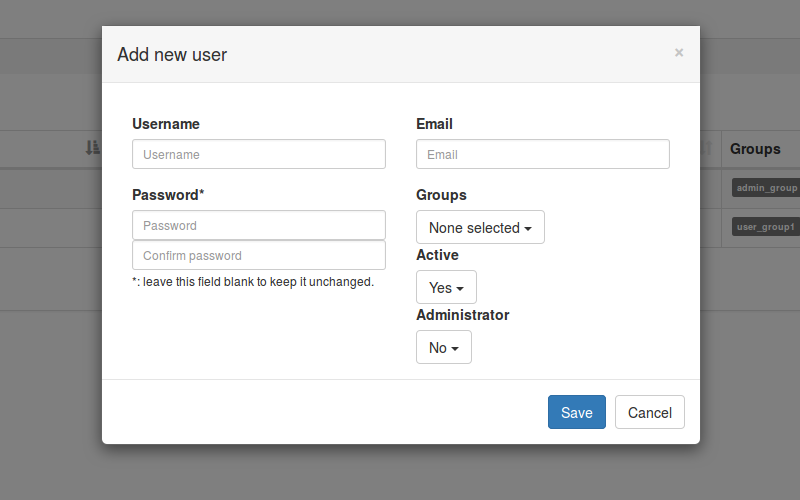 Add new user
×
Username
Email
Username
Email
Password*
Groups
Password
None selected
Confirm password
*: leave this field blank to keep it unchanged.
Active
Yes
Administrator
No
Save
Cancel
Groups
admin_group
user_group1